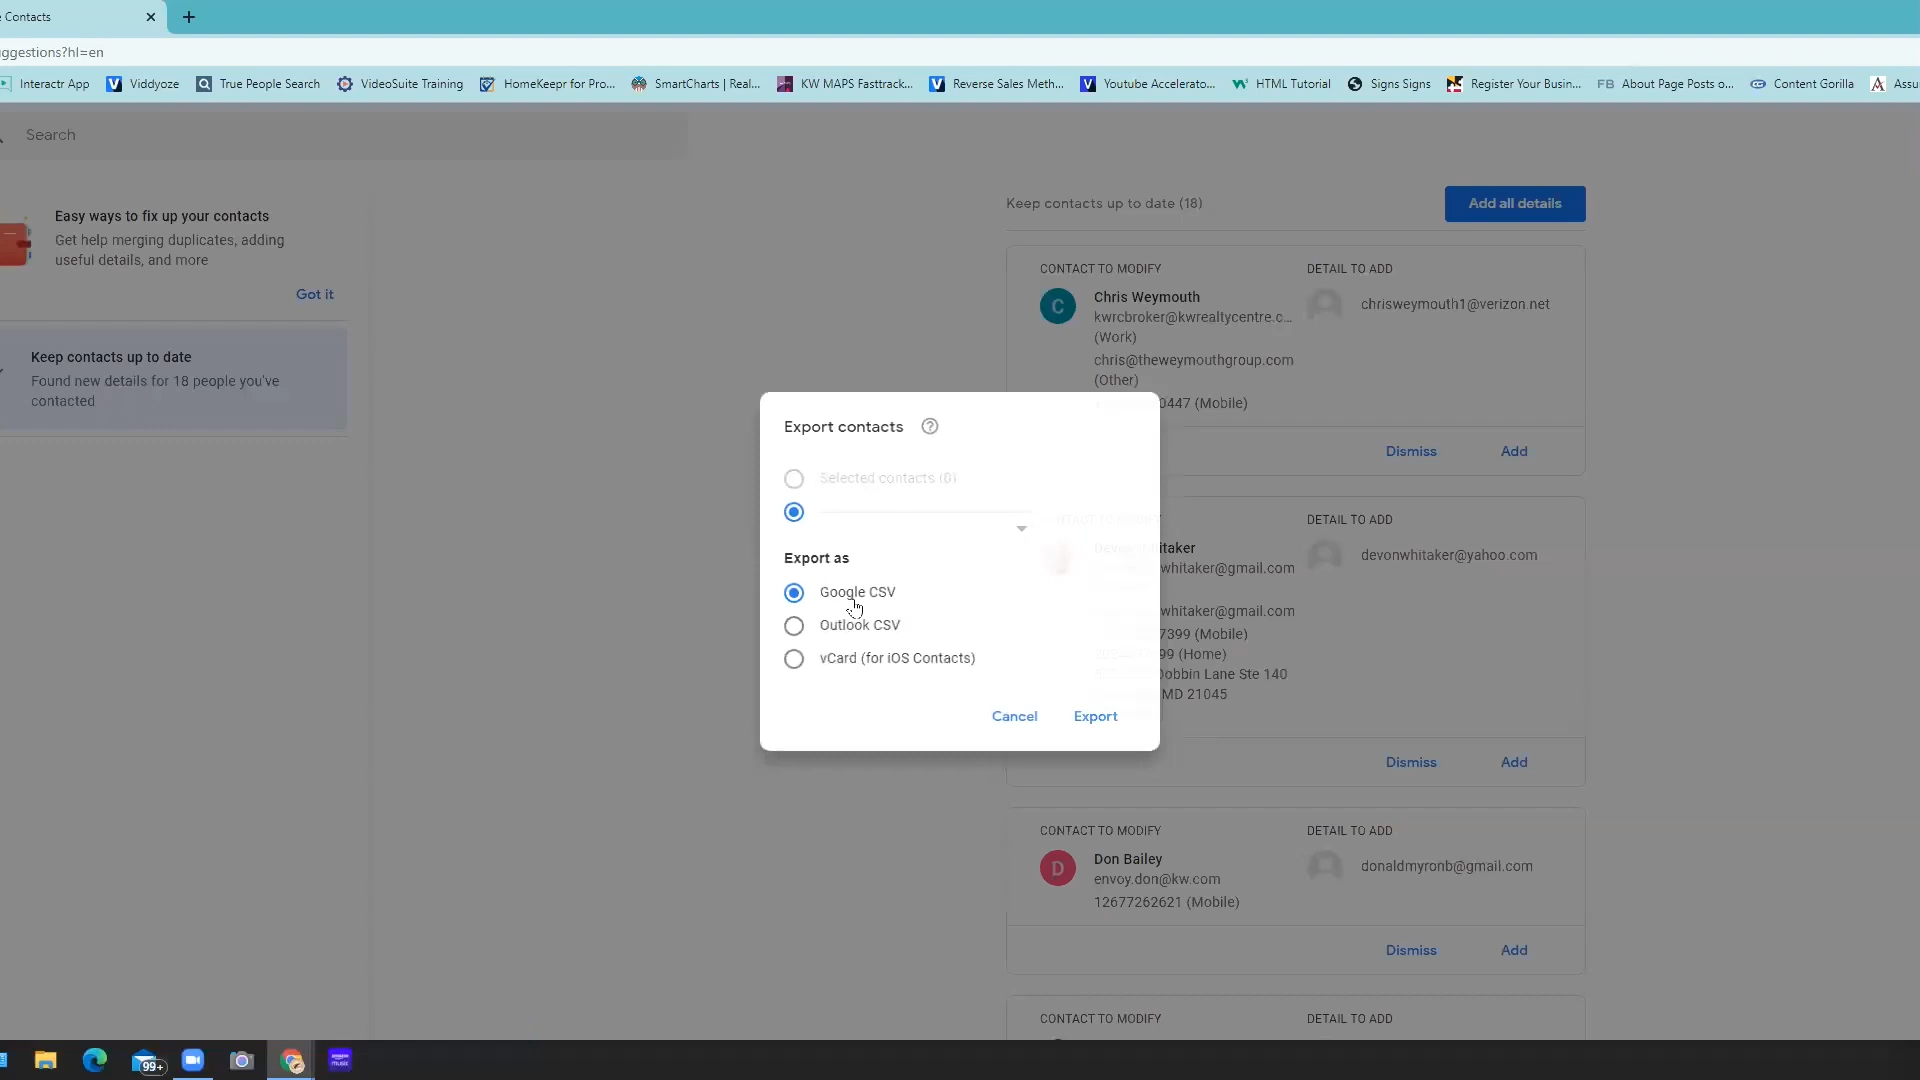 Contacts
ggestions?hl=en
Interactr App
Viddyoze
True People Search
VideoSuite Training
HomeKeepr for Pro...
SmartCharts | Real...
KW MAPS Fasttrack...
Reverse Sales Meth...
Youtube Accelerato...
HTML Tutorial
Signs Signs
Register Your Busin...
FB About Page Posts o...
Content Gorilla
Assu
Search
Easy ways to fix up your contacts
Get help merging duplicates, adding
useful details, and more
Got it
Keep contacts up to date
Found new details for 18 people you've
contacted
Keep contacts up to date (18)
Add all details
CONTACT TO MODIFY
DETAIL TO ADD
C
Chris Weymouth
kwrcbroker@kwrealtycentre.c...
(Work)
chris@theweymouthgroup.com
(Other)
0447 (Mobile)
chrisweymouth1@verizon.net
Dismiss
Add
Export contacts
Selected contacts (0)
Export as
Google CSV
Outlook CSV
vCard (for iOS Contacts)
Cancel
Export
DETAIL TO ADD
itaker
whitaker@gmail.com
whitaker@gmail.com
7399 (Mobile)
99 (Home)
Dobbin Lane Ste 140
MD 21045
devonwhitaker@yahoo.com
Dismiss
Add
CONTACT TO MODIFY
DETAIL TO ADD
D
Don Bailey
envoy.don@kw.com
12677262621 (Mobile)
donaldmyronb@gmail.com
Dismiss
Add
CONTACT TO MODIFY
DETAIL TO ADD
99+